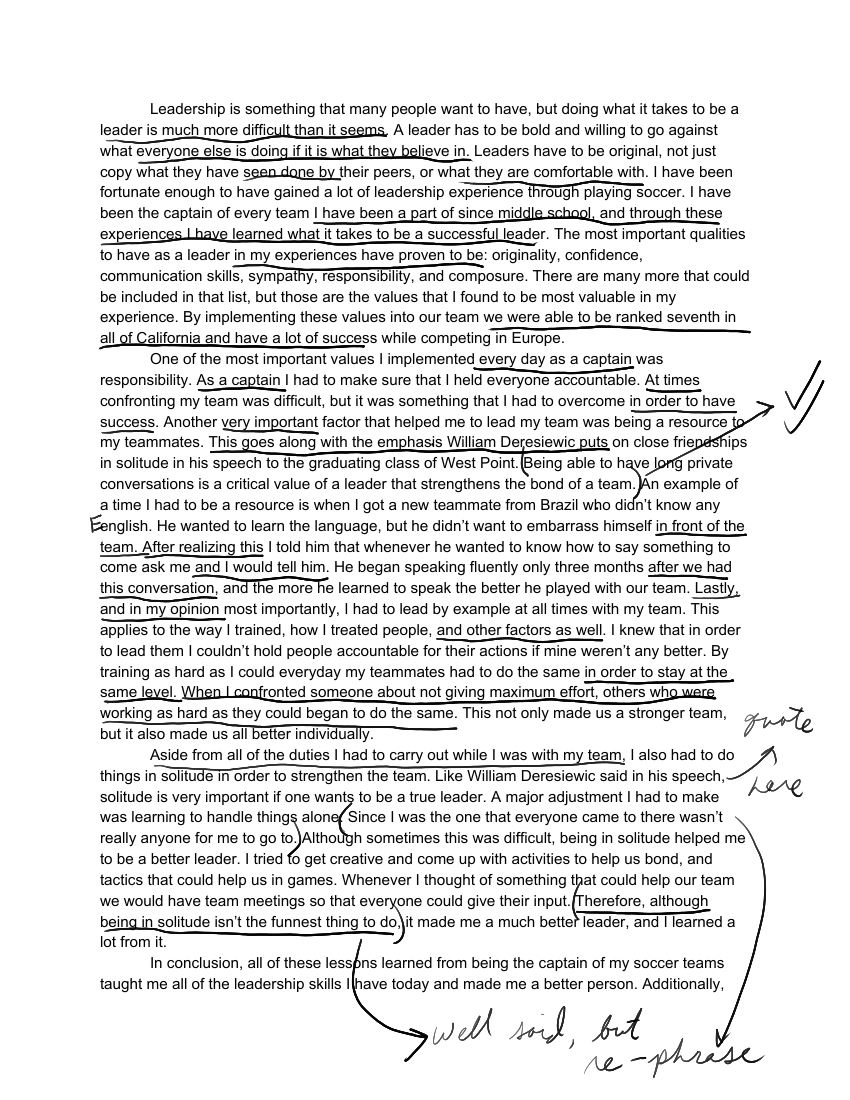 Leadership is something that many people want to have, but doing what it takes to be a
leader is much more difficult than it seems. A leader has to be bold and willing to go against
what everyone else is doing if it is what they believe in. Leaders have to be original, not just
copy what they have seen done by their peers, or what they are comfortable with. I have been
fortunate enough to have gained a lot of leadership experience through playing soccer. I have
been the captain of every team I have been a part of since middle school, and through these
experiences I have learned what it takes to be a successful leader. The most important qualities
to have as a leader in my experiences have proven to be: originality, confidence,
communication skills, sympathy, responsibility, and composure. There are many more that could
be included in that list, but those are the values that I found to be most valuable in my
experience. By implementing these values into our team we were able to be ranked seventh in
all of California and have a lot of success while competing in Europe.
One of the most important values I implemented every day as a captain was
responsibility. As a captain I had to make sure that I held everyone accountable. At times
confronting my team was difficult, but it was something that I had to overcome in order to have
success. Another very important factor that helped me to lead my team was being a resource to
my teammates. This goes along with the emphasis William Deresiewic puts on close friendships
in solitude in his speech to the graduating class of West Point. Being able to have long private
conversations is a critical value of a leader that strengthens the bond of a team. An example of
a time I had to be a resource is when I got a new teammate from Brazil who didn't know any
E
english. He wanted to learn the language, but he didn't want to embarrass himself in front of the
team. After realizing this I told him that whenever he wanted to know how to say something to
come ask me and I would tell him. He began speaking fluently only three months after we had
this conversation, and the more he learned to speak the better he played with our team. Lastly,
and in my opinion most importantly, I had to lead by example at all times with my team. This
applies to the way I trained, how I treated people, and other factors as well. I knew that in order
to lead them I couldn't hold people accountable for their actions if mine weren't any better. By
training as hard as I could everyday my teammates had to do the same in order to stay at the
same level. When I confronted someone about not giving maximum effort, others who were
working as hard as they could began to do the same. This not only made us a stronger team,
but it also made us all better individually.
quote
here
Aside from all of the duties I had to carry out while I was with my team, I also had to do
things in solitude in order to strengthen the team. Like William Deresiewic said in his speech,
solitude is very important if one wants to be a true leader. A major adjustment I had to make
was learning to handle things alone. Since I was the one that everyone came to there wasn't
really anyone for me to go to. Although sometimes this was difficult, being in solitude helped me
to be a better leader. I tried to get creative and come up with activities to help us bond, and
tactics that could help us in games. Whenever I thought of something that could help our team
we would have team meetings so that everyone could give their input. Therefore, although
being in solitude isn't the funnest thing to do, it made me a much better leader, and I learned a
lot from it.
In conclusion, all of these lessons learned from being the captain of my soccer teams
taught me all of the leadership skills I have today and made me a better person. Additionally,
well said, but
re-phrase